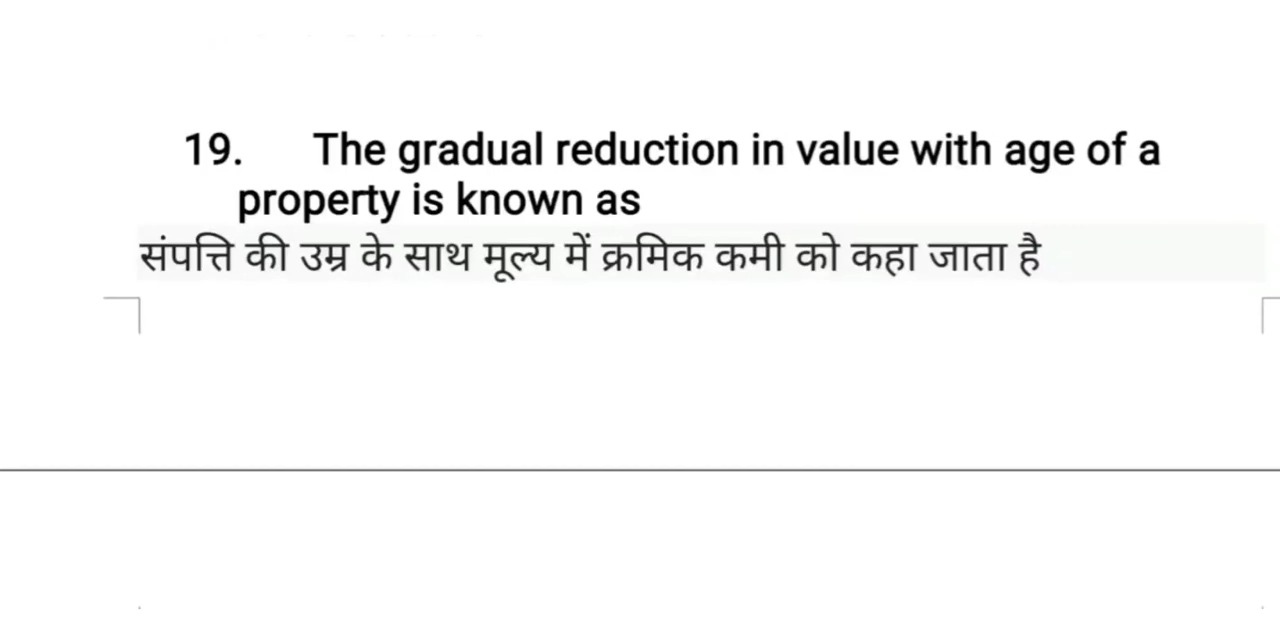 19. The gradual reduction in value with age of a
property is known as
संपत्ति की उम्र के साथ मूल्य में क्रमिक कमी को कहा जाता है